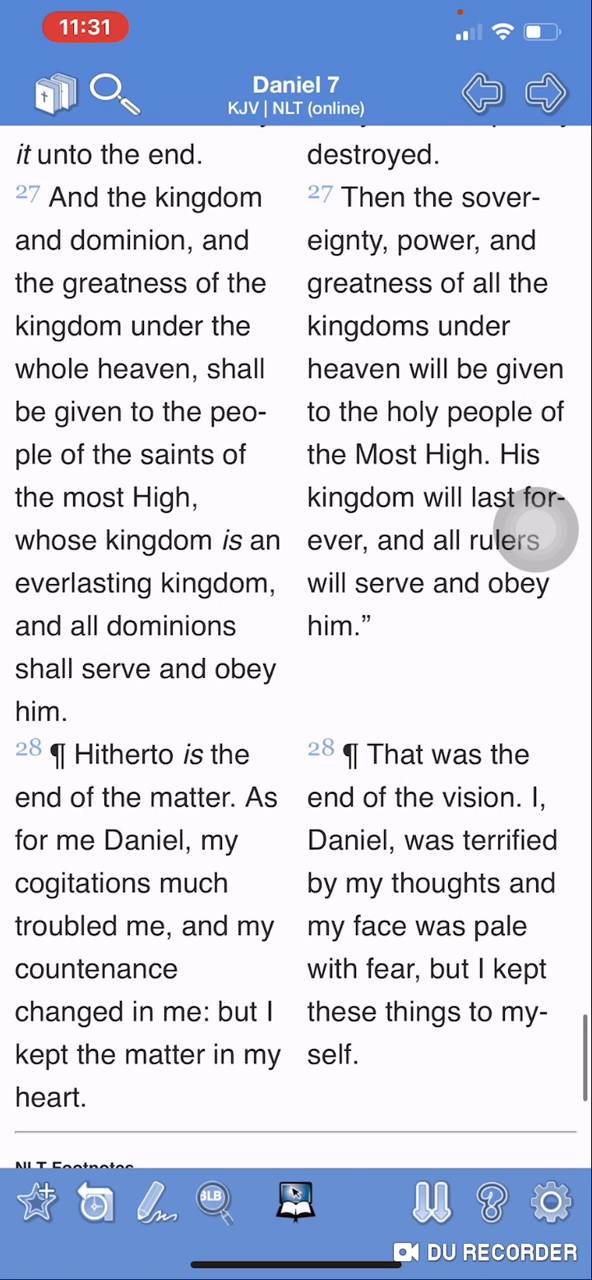 11:31
Daniel 7
KJV | NLT (online)
it unto the end.
27 And the kingdom
and dominion, and
the greatness of the
kingdom under the
whole heaven, shall
be given to the peo-
ple of the saints of
the most High,
whose kingdom is an
everlasting kingdom,
and all dominions
shall serve and obey
him.
28 ¶ Hitherto is the
end of the matter. As
for me Daniel, my
cogitations much
troubled me, and my
countenance
changed in me: but I
kept the matter in my
heart.
destroyed.
27 Then the sover-
eignty, power, and
greatness of all the
kingdoms under
heaven will be given
to the holy people of
the Most High. His
kingdom will last for-
ever, and all rulers
will serve and obey
him.”
28 ¶ That was the
end of the vision. I,
Daniel, was terrified
by my thoughts and
my face was pale
with fear, but I kept
these things to my-
self.
NLT Footnotes
BLB
DU RECORDER